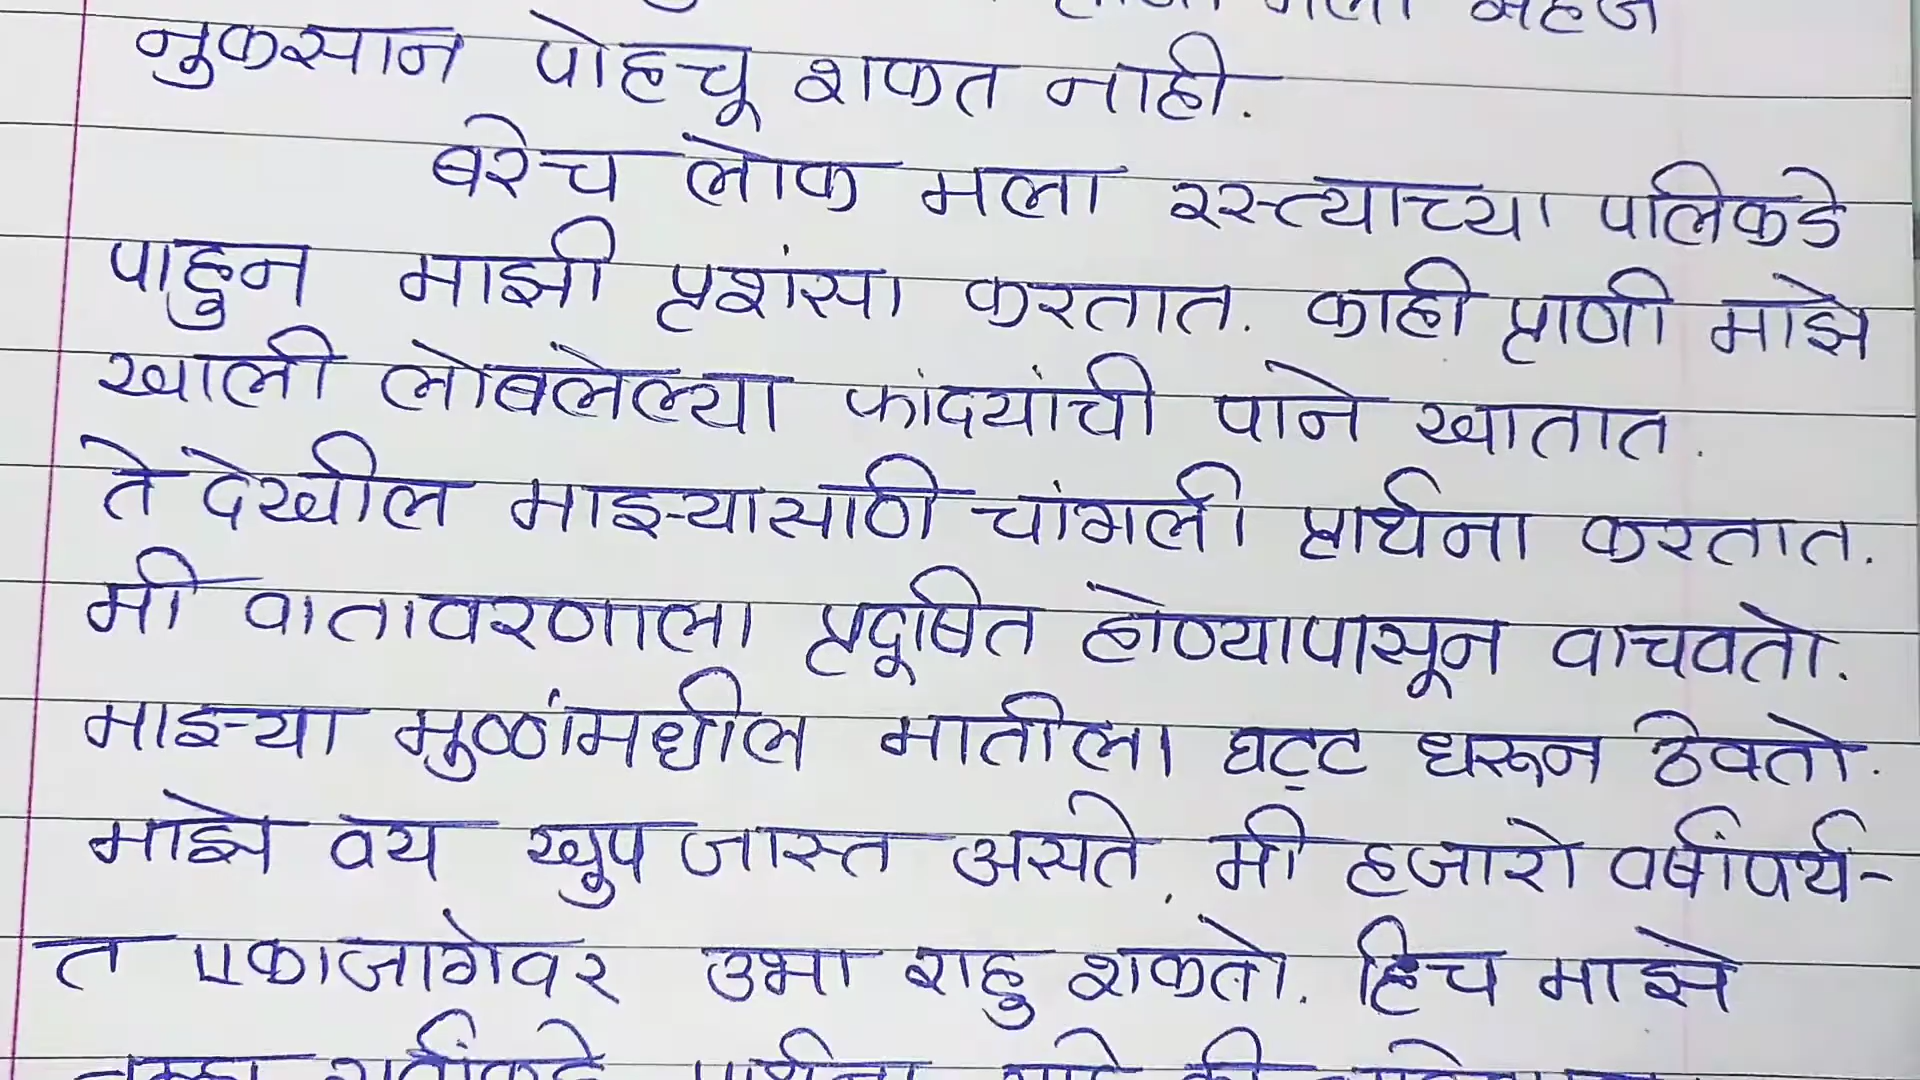 सहज
नुकसान पोहचू शकत नाही.
बरेच लोक मला रस्त्याच्या पलिकडे
पाहुन माझी प्रशंसा करतात. काही प्राणी माझे
खाली लोबलेल्या फांदयांची पाने खातात.
ते देखील माझ्यासाठी चांगली प्रार्थना करतात.
मी वातावरणाला प्रदूषित होण्यापासून वाचवतो.
माझ्या मुळांमधील मातीला घट्ट धरून ठेवतो.
माझे वय खुप जास्त असते. मी हजारो वर्षांपर्य-
त एकाजागेवर उभा राहु शकतो. हिच माझे